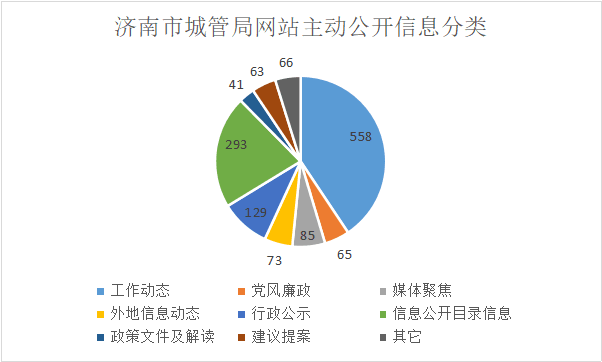 济南市城管局网站主动公开信息分类
66
63
41
558
293
129
85
65
73
工作动态 党风廉政 媒体聚焦
外地信息动态 行政公示 信息公开目录信息
政策文件及解读 建议提案 其它